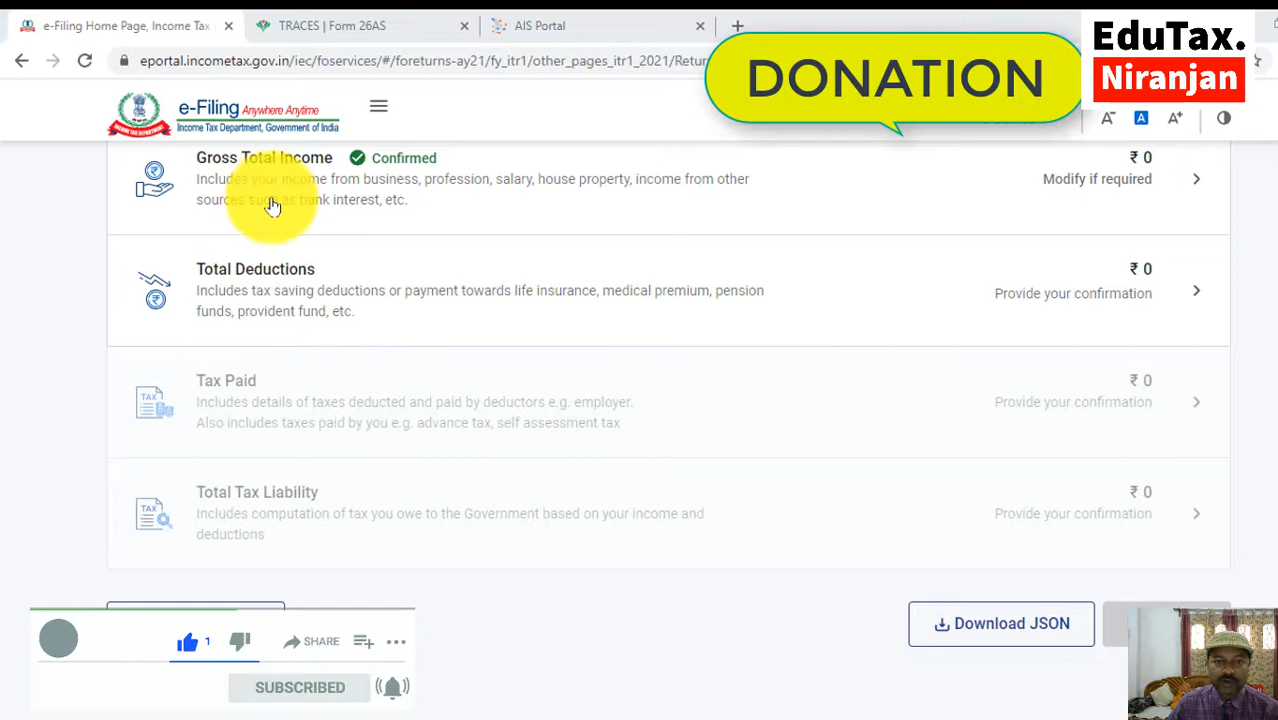 e-Filing Home Page, Income Tax
TRACES | Form 26AS
AIS Portal
eportal.incometax.gov.in/iec/foservices/#/foreturns-ay21/fy_itr1/other_pages_itr1_2021/Retur
DONATION
EduTax.
Niranjan
e-Filing Anywhere Anytime
Income Tax Department, Government of India
A- A A+
Gross Total Income Confirmed ₹ 0
Includes your income from business, profession, salary, house property, income from other Modify if required
sources such as bank interest, etc.
Total Deductions ₹ 0
Includes tax saving deductions or payment towards life insurance, medical premium, pension Provide your confirmation
funds, provident fund, etc.
Tax Paid ₹ 0
Includes details of taxes deducted and paid by deductors e.g. employer. Provide your confirmation
Also includes taxes paid by you e.g. advance tax, self assessment tax
Total Tax Liability ₹ 0
Includes computation of tax you owe to the Government based on your income and Provide your confirmation
deductions
Download JSON
1 SHARE
SUBSCRIBED